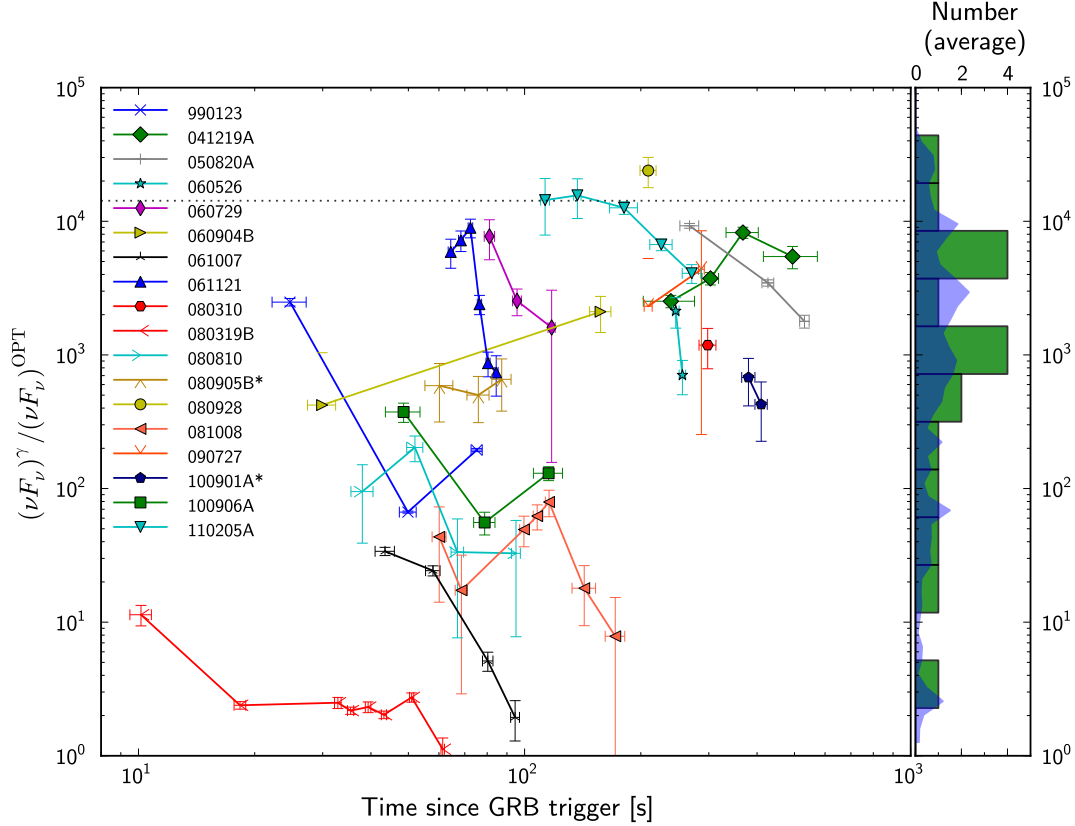 Number
(average)
0 2 4
10^5 10^5
990123
041219A
050820A
060526
060729
10^4 10^4
060904B
061007
061121
080310
080319B
10^3 10^3
080810
080905B*
080928
081008
090727
100901A*
10^2 10^2
100906A
110205A
10^1 10^1
10^0 10^0
(νF_ν)^γ/(νF_ν)^OPT
10^1 10^2 10^3
Time since GRB trigger [s]